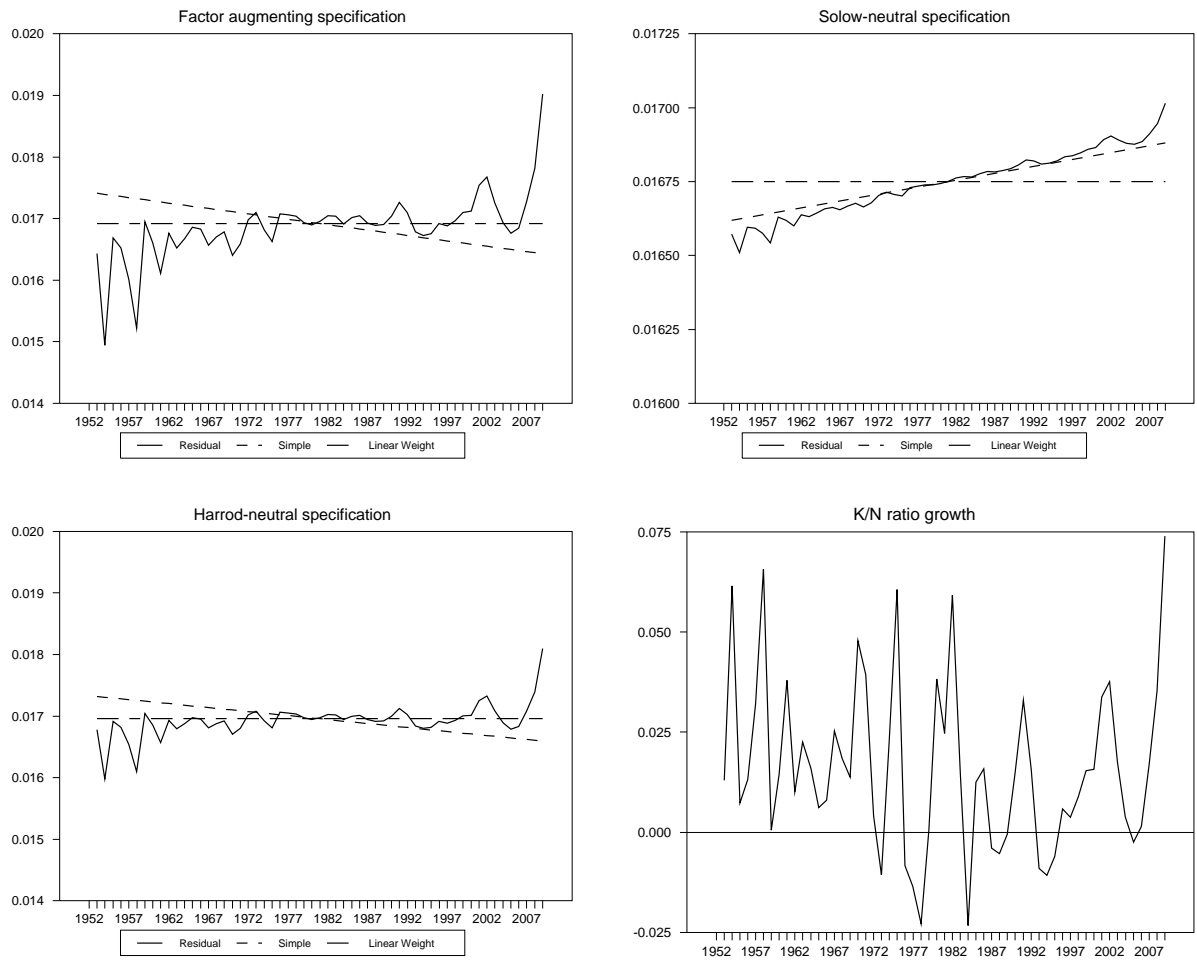 Factor augmenting specification
0.020
0.019
0.018
0.017
0.016
0.015
0.014
1952 1957 1962 1967 1972 1977 1982 1987 1992 1997 2002 2007
Residual Simple Linear Weight
Solow-neutral specification
0.01725
0.01700
0.01675
0.01650
0.01625
0.01600
1952 1957 1962 1967 1972 1977 1982 1987 1992 1997 2002 2007
Residual Simple Linear Weight
Harrod-neutral specification
0.020
0.019
0.018
0.017
0.016
0.015
0.014
1952 1957 1962 1967 1972 1977 1982 1987 1992 1997 2002 2007
Residual Simple Linear Weight
K/N ratio growth
0.075
0.050
0.025
0.000
-0.025
1952 1957 1962 1967 1972 1977 1982 1987 1992 1997 2002 2007